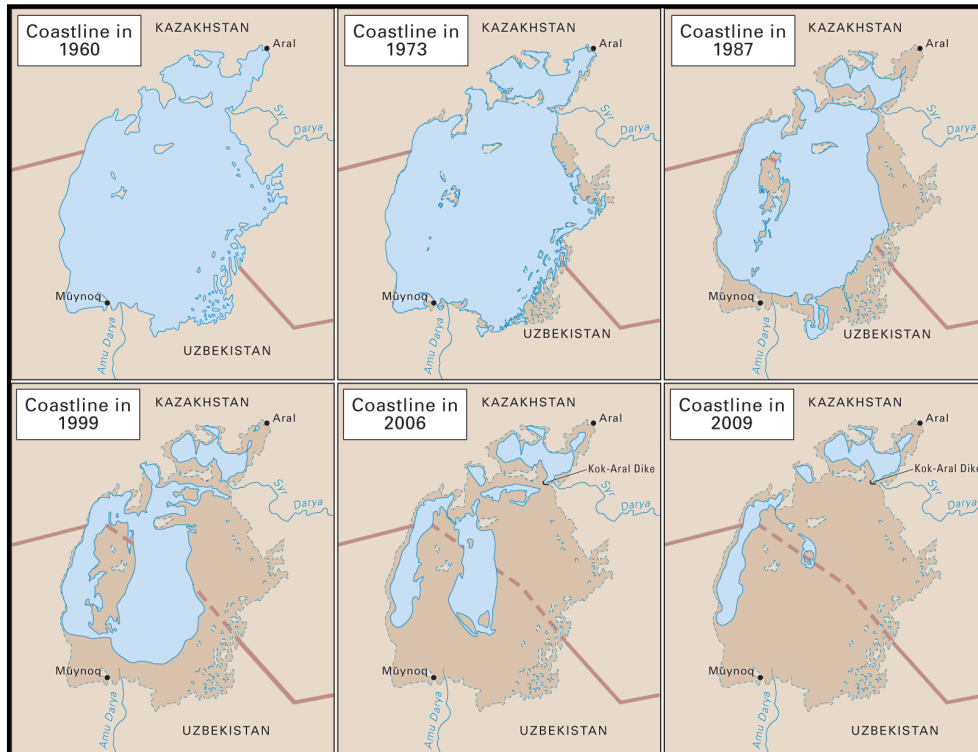 Coastline in
1960
KAZAKHSTAN
Aral
Syr
Darya
Mŭynoq
Amu Darya
UZBEKISTAN
Coastline in
1973
KAZAKHSTAN
Aral
Syr
Darya
Mŭynoq
Amu Darya
UZBEKISTAN
Coastline in
1987
KAZAKHSTAN
Aral
Syr
Darya
Mŭynoq
Amu Darya
UZBEKISTAN
Coastline in
1999
KAZAKHSTAN
Aral
Syr
Darya
Mŭynoq
Amu Darya
UZBEKISTAN
Coastline in
2006
KAZAKHSTAN
Aral
Kok-Aral Dike
Syr
Darya
Mŭynoq
Amu Darya
UZBEKISTAN
Coastline in
2009
KAZAKHSTAN
Aral
Kok-Aral Dike
Syr
Darya
Mŭynoq
Amu Darya
UZBEKISTAN